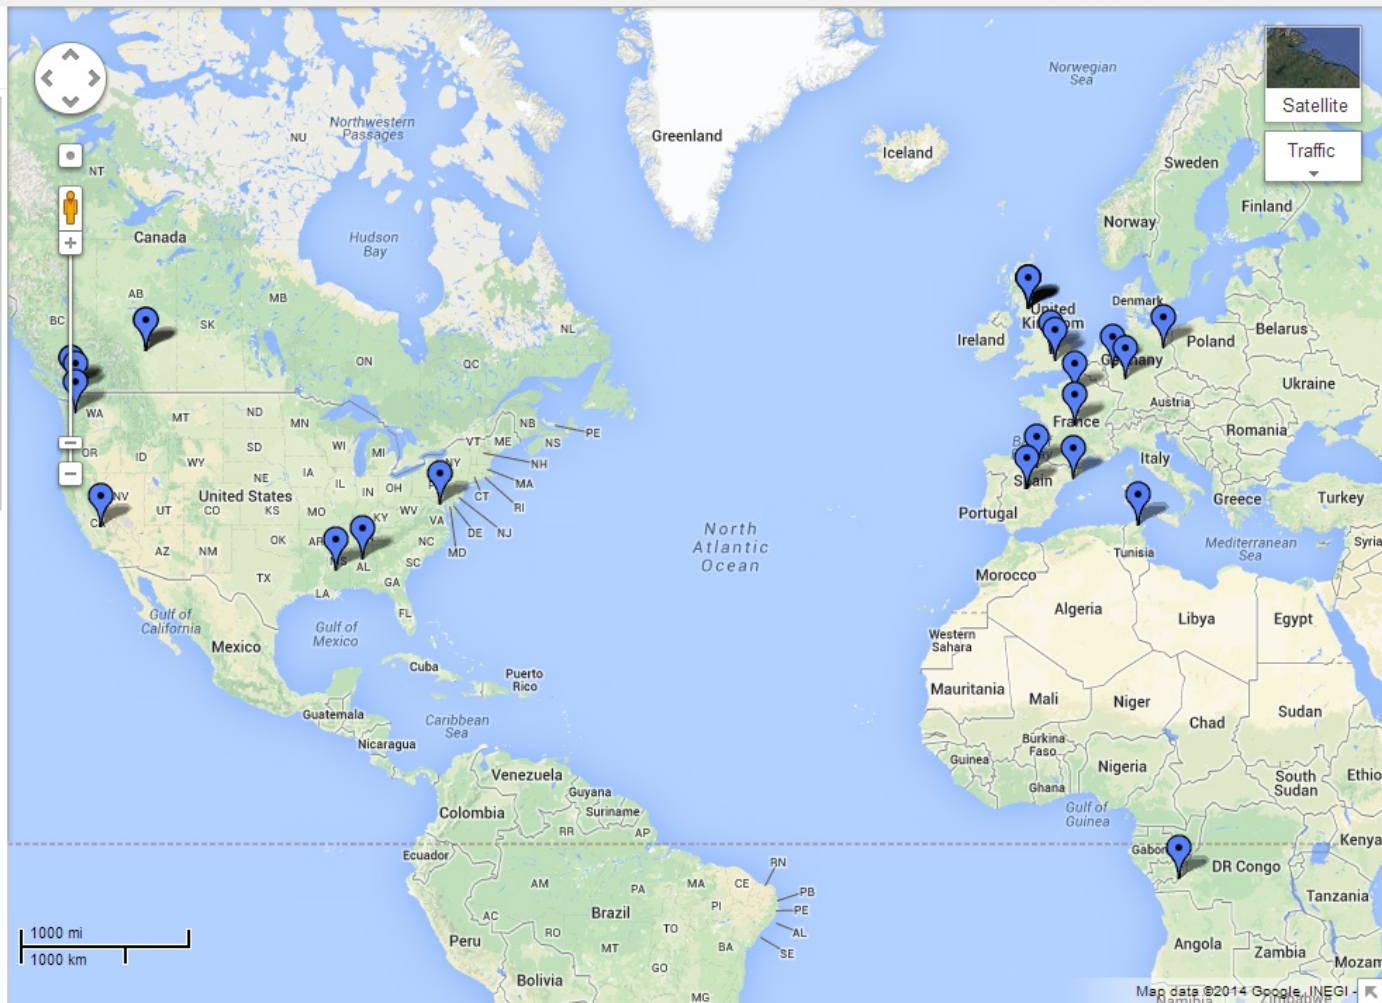 Norwegian
Sea
Satellite
Traffic
Greenland
Iceland
Sweden
Finland
Norway
Northwestern
Passages
NU
NT
Canada
Hudson
Bay
AB
BC
SK
MB
ON
QC
NL
Denmark
United
Kingdom
Ireland
Germany
Poland
Belarus
Ukraine
Austria
France
Romania
Italy
Spain
Portugal
Greece
Turkey
WA
MT
ND
MN
OR
ID
WY
SD
WI
MI
IA
NE
NY
VT
ME
NB
NS
PE
NH
MA
CT
RI
NJ
DE
MD
United States
NV
UT
CO
KS
MO
IL
IN
OH
WV
VA
KY
NC
SC
AZ
NM
OK
TX
LA
AL
GA
FL
North
Atlantic
Ocean
Tunisia
Mediterranean
Sea
Syria
Morocco
Algeria
Libya
Egypt
Gulf of
California
Gulf of
Mexico
Mexico
Cuba
Puerto
Rico
Western
Sahara
Mauritania
Mali
Niger
Chad
Sudan
Guatemala
Nicaragua
Caribbean
Sea
Burkina
Faso
Guinea
Ghana
Nigeria
South
Sudan
Ethio
Gulf of
Guinea
Venezuela
Guyana
Suriname
Colombia
RR
AP
Ecuador
Gabon
DR Congo
Kenya
Tanzania
RN
PB
PE
AL
SE
AM
PA
MA
CE
PI
AC
Brazil
TO
RO
MT
BA
GO
Peru
Bolivia
MG
Angola
Zambia
Mozam
1000 mi
1000 km
Map data ©2014 Google, INEGI -